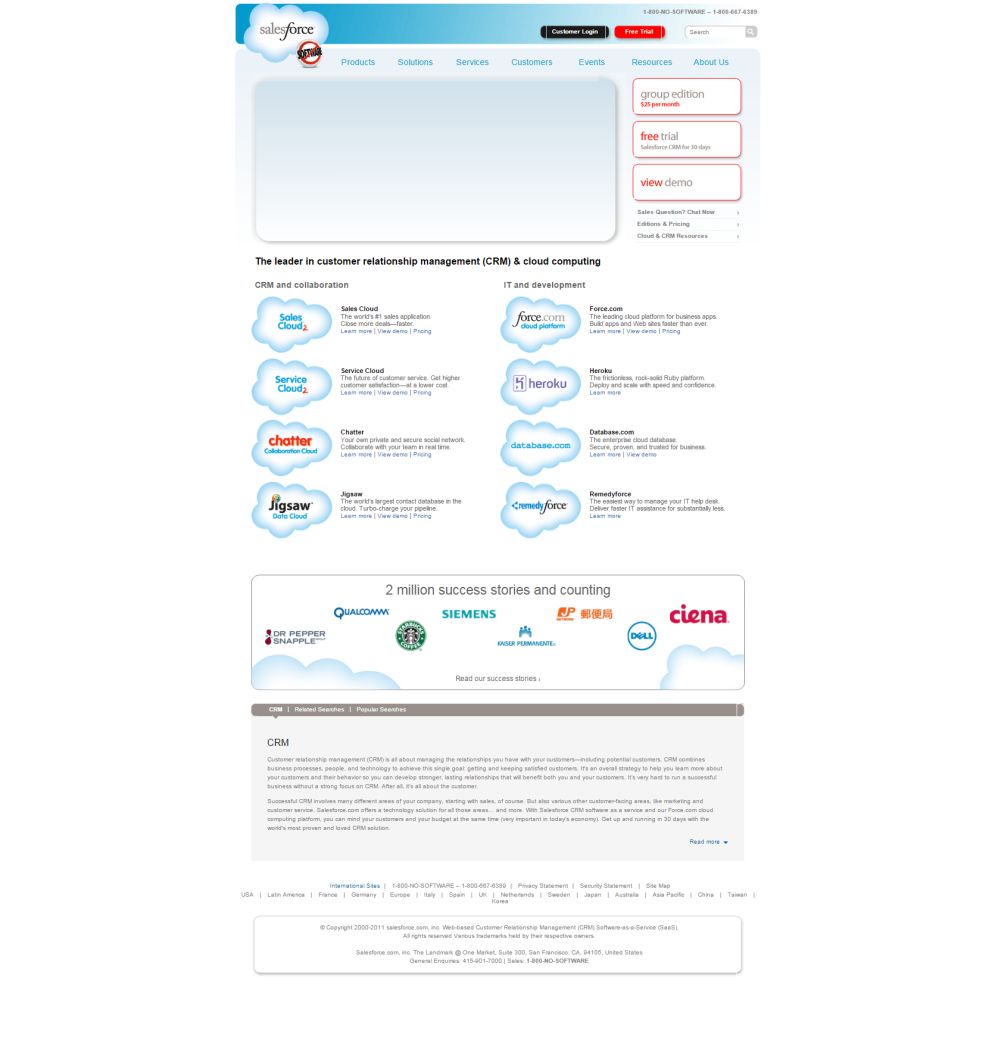 1-800-NO-SOFTWARE – 1-800-667-6389
salesforce
SOFTWARE
Customer Login
Free Trial
Search
Products
Solutions
Services
Customers
Events
Resources
About Us
group edition
$25 per month
free trial
Salesforce CRM for 30 days
view demo
Sales Question? Chat Now ›
Editions & Pricing ›
Cloud & CRM Resources ›
The leader in customer relationship management (CRM) & cloud computing
CRM and collaboration
Sales Cloud2
Sales Cloud
The world's #1 sales application.
Close more deals—faster.
Learn more | View demo | Pricing
Service Cloud2
Service Cloud
The future of customer service. Get higher
customer satisfaction—at a lower cost.
Learn more | View demo | Pricing
chatter
Collaboration Cloud
Chatter
Your own private and secure social network.
Collaborate with your team in real time.
Learn more | View demo | Pricing
Jigsaw
Data Cloud
Jigsaw
The world's largest contact database in the
cloud. Turbo-charge your pipeline.
Learn more | View demo | Pricing
IT and development
force.com
cloud platform
Force.com
The leading cloud platform for business apps.
Build apps and Web sites faster than ever.
Learn more | View demo | Pricing
heroku
Heroku
The frictionless, rock-solid Ruby platform.
Deploy and scale with speed and confidence.
Learn more
database.com
Database.com
The enterprise cloud database.
Secure, proven, and trusted for business.
Learn more | View demo
remedyforce
Remedyforce
The easiest way to manage your IT help desk.
Deliver faster IT assistance for substantially less.
Learn more
2 million success stories and counting
QUALCOMM
SIEMENS
JP NETWORK 郵便局
ciena.
DR PEPPER SNAPPLE
STARBUCKS COFFEE
KAISER PERMANENTE®
DELL
Read our success stories ›
CRM | Related Searches | Popular Searches
CRM
Customer relationship management (CRM) is all about managing the relationships you have with your customers—including potential customers. CRM combines
business processes, people, and technology to achieve this single goal: getting and keeping satisfied customers. It's an overall strategy to help you learn more about
your customers and their behavior so you can develop stronger, lasting relationships that will benefit both you and your customers. It's very hard to run a successful
business without a strong focus on CRM. After all, it's all about the customer.
Successful CRM involves many different areas of your company, starting with sales, of course. But also various other customer-facing areas, like marketing and
customer service. Salesforce.com offers a technology solution for all those areas… and more. With Salesforce CRM software as a service and our Force.com cloud
computing platform, you can mind your customers and your budget at the same time (very important in today's economy). Get up and running in 30 days with the
world's most proven and loved CRM solution.
Read more
International Sites | 1-800-NO-SOFTWARE – 1-800-667-6389 | Privacy Statement | Security Statement | Site Map
USA | Latin America | France | Germany | Europe | Italy | Spain | UK | Netherlands | Sweden | Japan | Australia | Asia Pacific | China | Taiwan |
Korea
© Copyright 2000-2011 salesforce.com, inc. Web-based Customer Relationship Management (CRM) Software-as-a-Service (SaaS),
All rights reserved Various trademarks held by their respective owners.
Salesforce.com, inc. The Landmark @ One Market, Suite 300, San Francisco, CA, 94105, United States
General Enquiries: 415-901-7000 | Sales: 1-800-NO-SOFTWARE